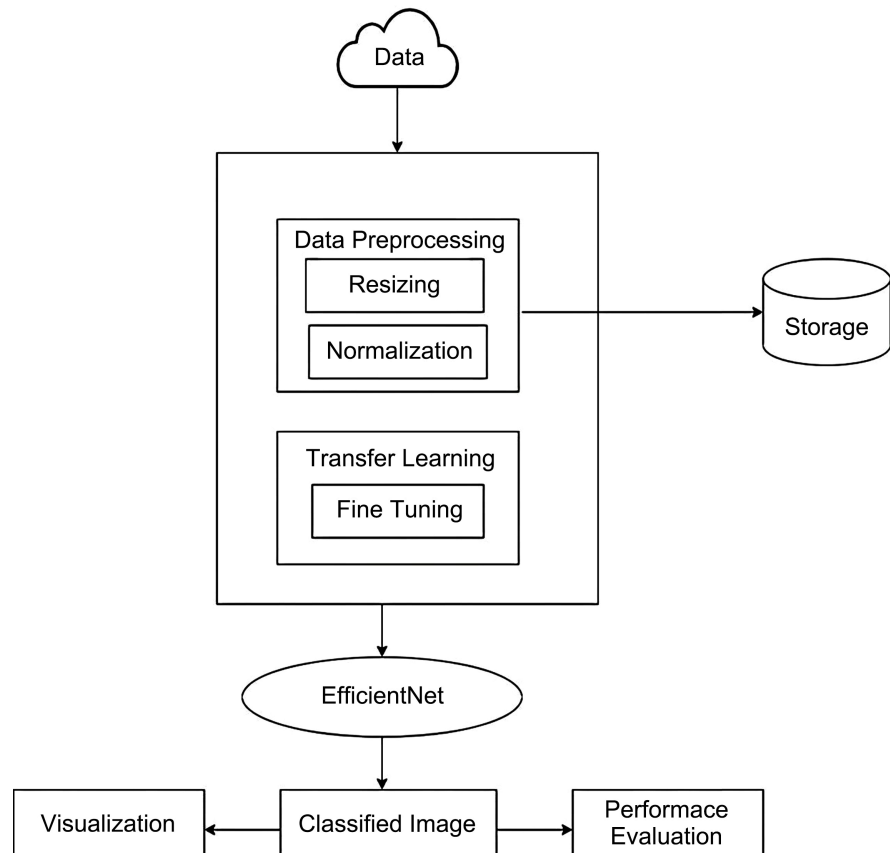 Data
Data Preprocessing
Resizing
Normalization
Storage
Transfer Learning
Fine Tuning
EfficientNet
Visualization
Classified Image
Performace
Evaluation